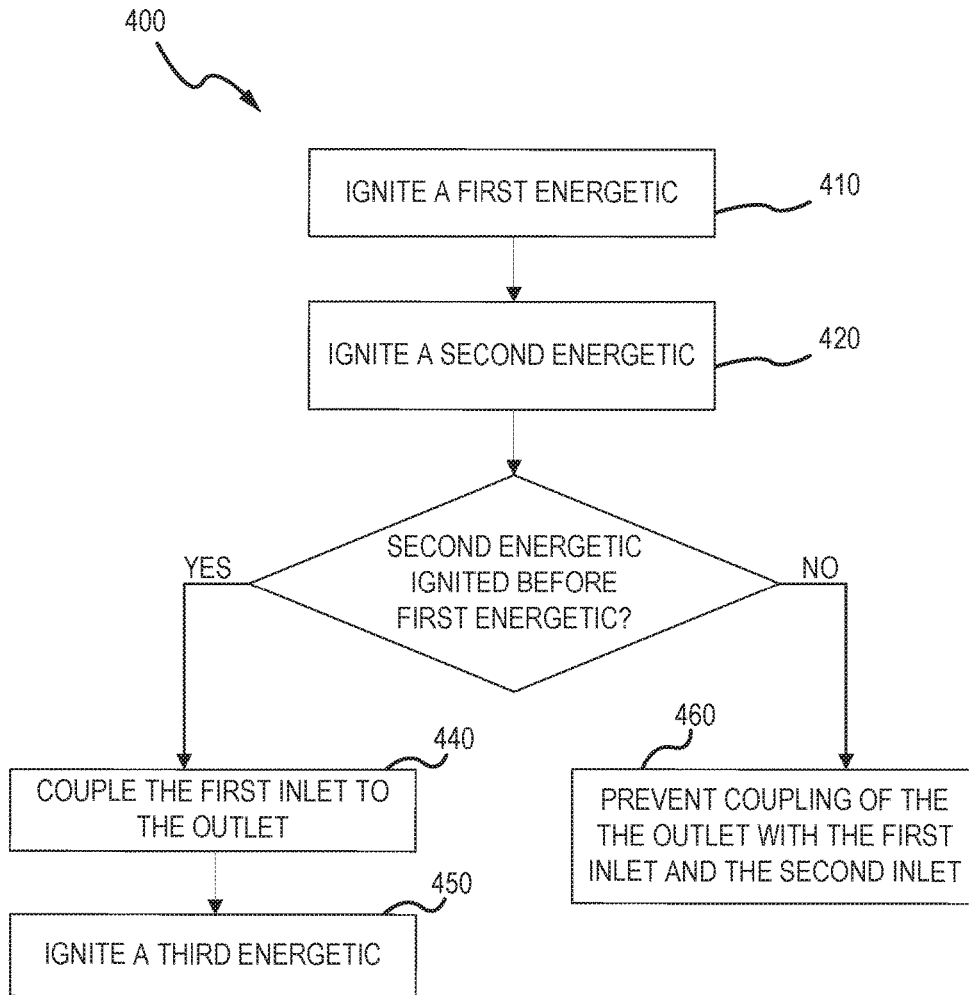 400
IGNITE A FIRST ENERGETIC
410
IGNITE A SECOND ENERGETIC
420
SECOND ENERGETIC
IGNITED BEFORE
FIRST ENERGETIC?
YES
NO
440
COUPLE THE FIRST INLET TO
THE OUTLET
460
PREVENT COUPLING OF THE
THE OUTLET WITH THE FIRST
INLET AND THE SECOND INLET
450
IGNITE A THIRD ENERGETIC